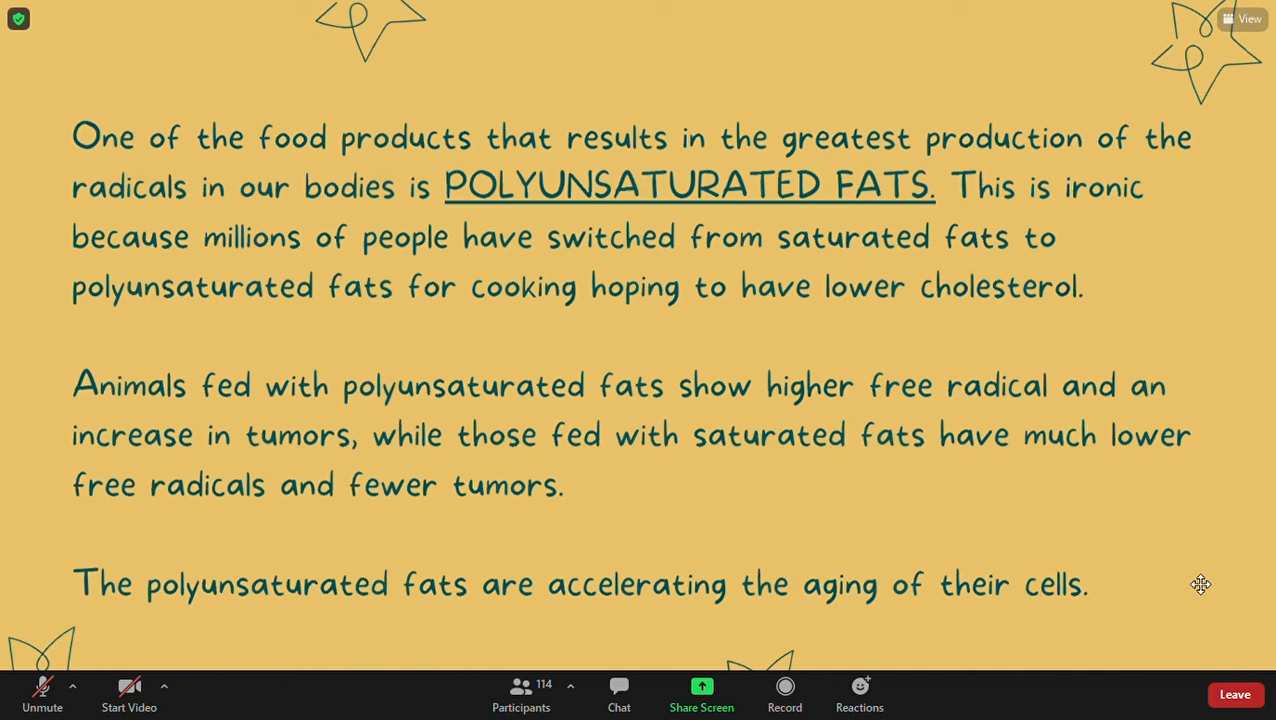 View
One of the food products that results in the greatest production of the
radicals in our bodies is POLYUNSATURATED FATS. This is ironic
because millions of people have switched from saturated fats to
polyunsaturated fats for cooking hoping to have lower cholesterol.
Animals fed with polyunsaturated fats show higher free radical and an
increase in tumors, while those fed with saturated fats have much lower
free radicals and fewer tumors.
The polyunsaturated fats are accelerating the aging of their cells.
114
Unmute Start Video Participants Chat Share Screen Record Reactions Leave